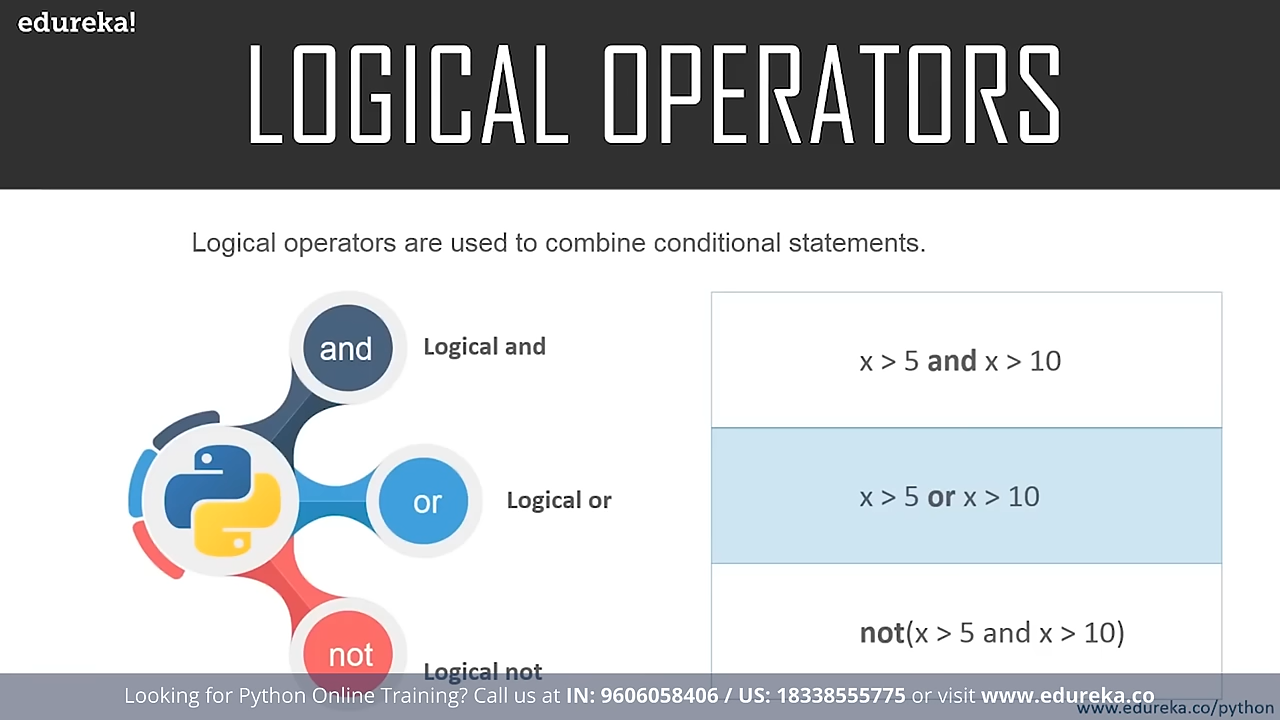 edureka!
LOGICAL OPERATORS
Logical operators are used to combine conditional statements.
and
Logical and
x > 5 and x > 10
or
Logical or
x > 5 or x > 10
not
Logical not
not(x > 5 and x > 10)
Looking for Python Online Training? Call us at IN: 9606058406 / US: 18338555775 or visit www.edureka.co
www.edureka.co/python